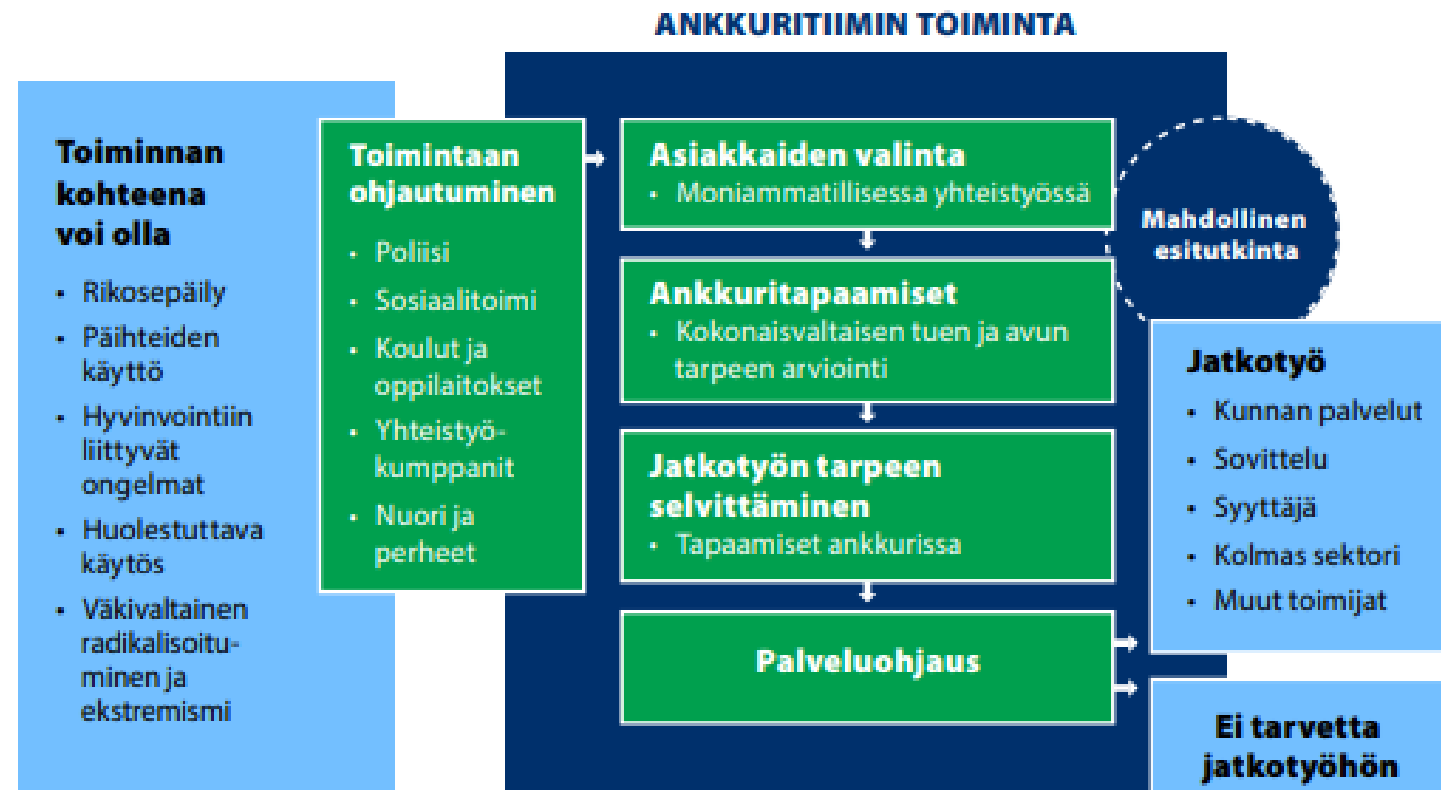 ANKKURITIIMIN TOIMINTA
Toiminnan
kohteena
voi olla
• Rikosepäily
• Päihteiden
käyttö
• Hyvinvointiin
liittyvät
ongelmat
• Huolestuttava
käytös
• Väkivaltainen
radikalisoitu-
minen ja
ekstremismi
Toimintaan
ohjautuminen
• Poliisi
• Sosiaalitoimi
• Koulut ja
oppilaitokset
• Yhteistyö-
kumppanit
• Nuori ja
perheet
Asiakkaiden valinta
• Moniammatillisessa yhteistyössä
Ankkuritapaamiset
• Kokonaisvaltaisen tuen ja avun
tarpeen arviointi
Jatkotyön tarpeen
selvittäminen
• Tapaamiset ankkurissa
Palveluohjaus
Mahdollinen
esitutkinta
Jatkotyö
• Kunnan palvelut
• Sovittelu
• Syyttäjä
• Kolmas sektori
• Muut toimijat
Ei tarvetta
jatkotyöhön